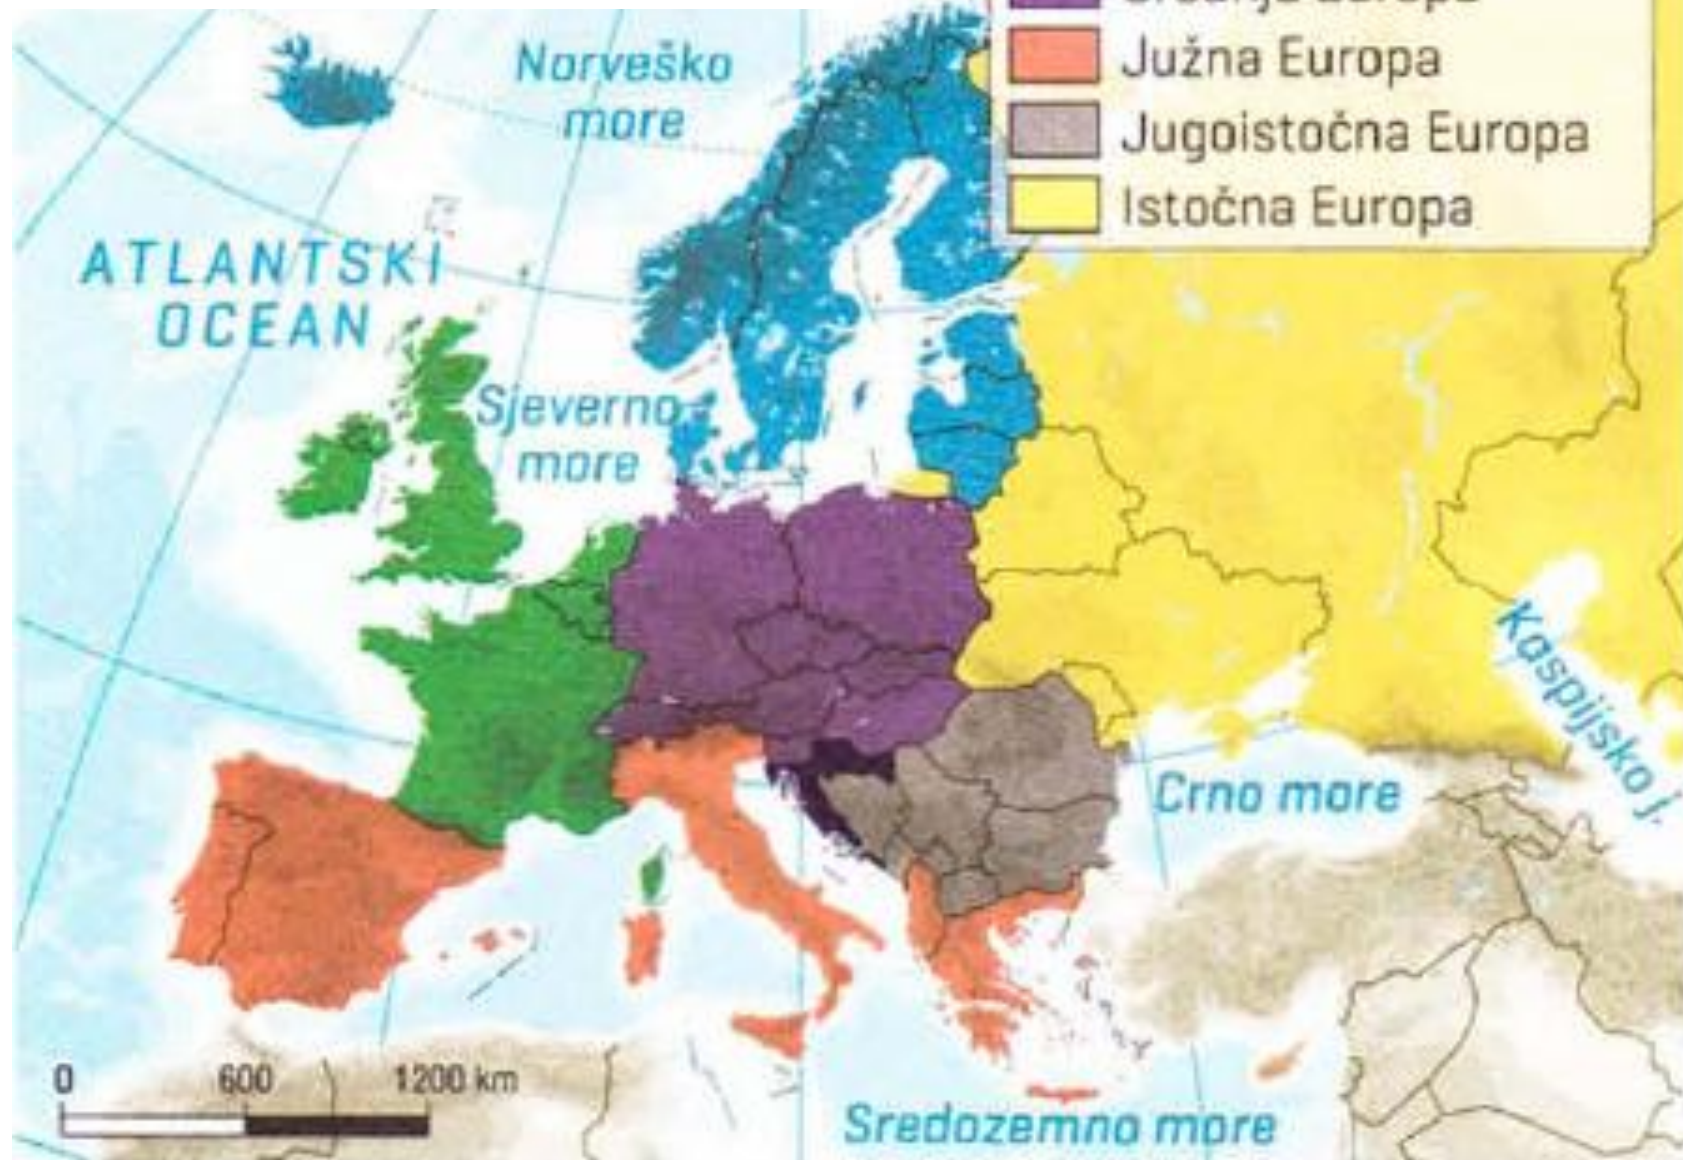 Europa
Južna Europa
Jugoistočna Europa
Istočna Europa
Norveško
more
ATLANTSKI
OCEAN
Sjeverno
more
Kaspijsko j.
Crno more
0 600 1200 km
Sredozemno more